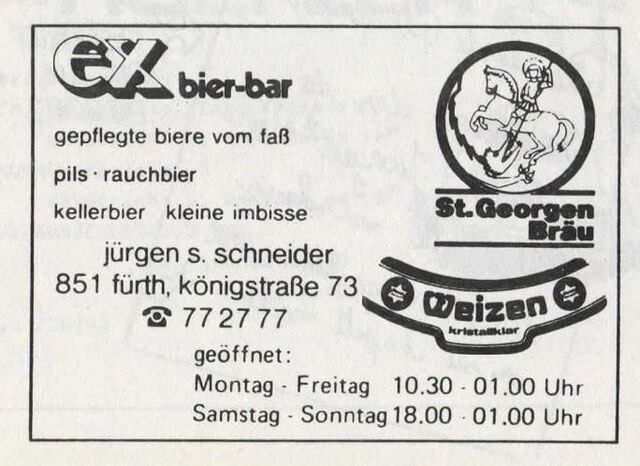 ex bier-bar
gepflegte biere vom faß
pils · rauchbier
kellerbier kleine imbisse
jürgen s. schneider
851 fürth, königstraße 73
☎ 77 27 77
St. Georgen
Bräu
Weizen
kristallklar
geöffnet:
Montag - Freitag 10.30 - 01.00 Uhr
Samstag - Sonntag 18.00 - 01.00 Uhr